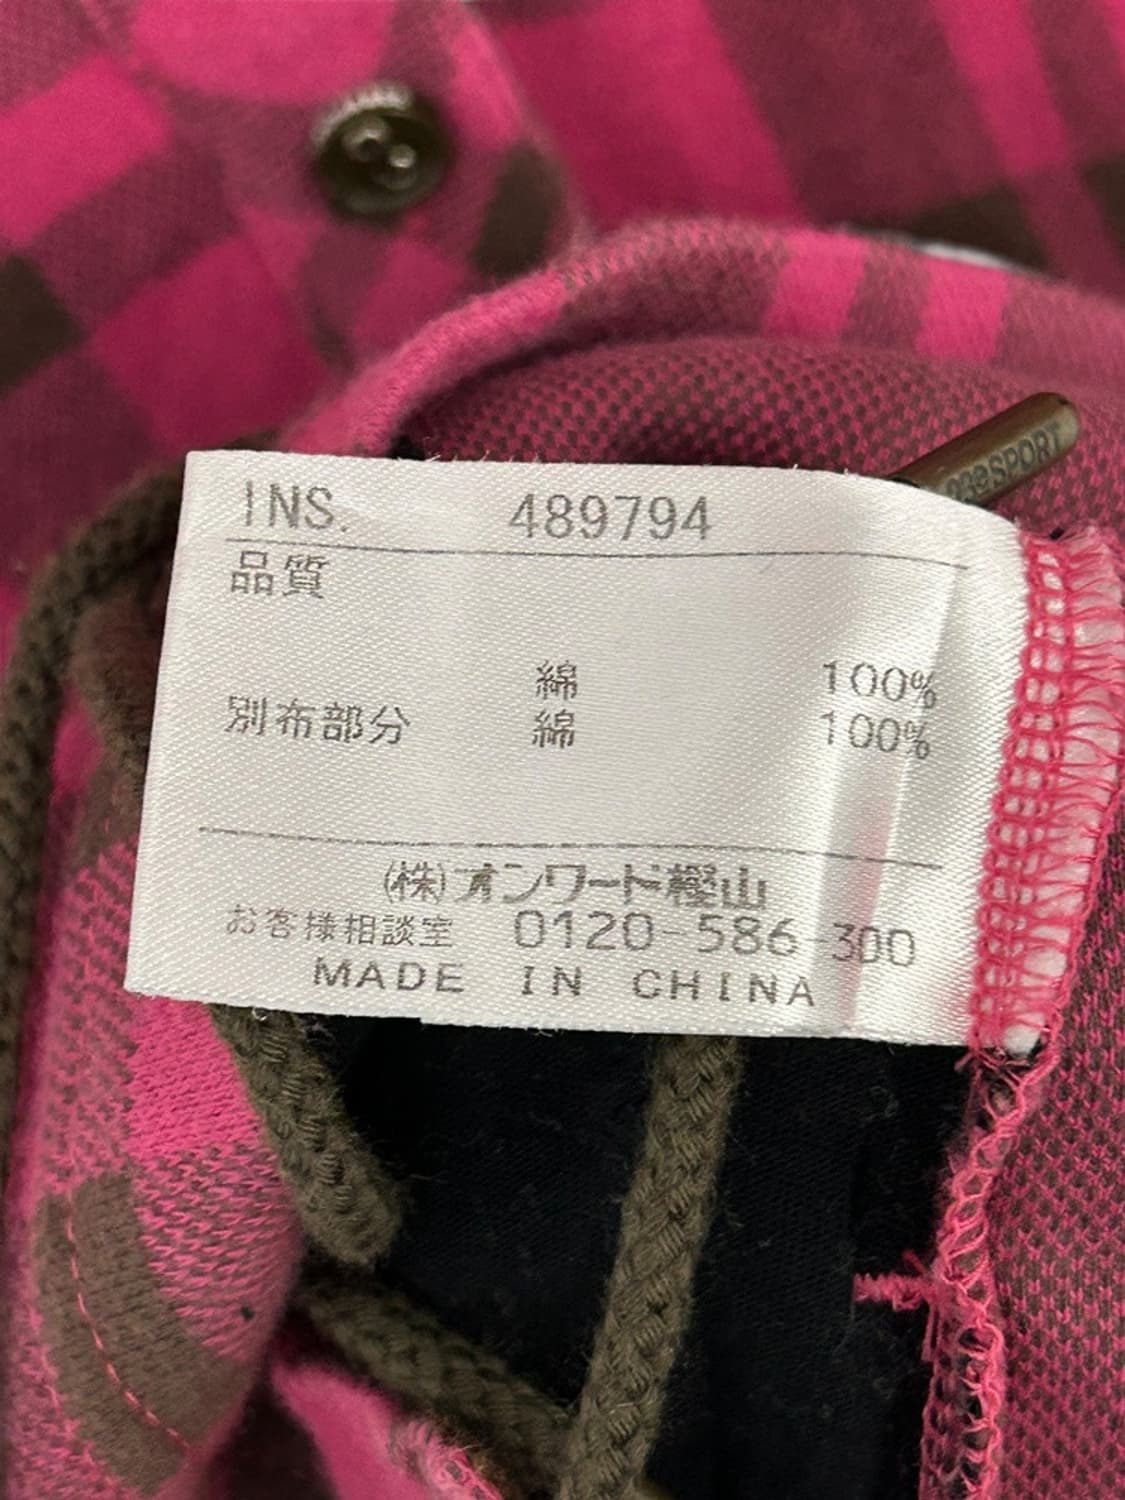 INS. 489794
品質
綿 100%
別布部分 綿 100%
(株)オンワード樫山
お客様相談室 0120-586-300
MADE IN CHINA
SPORT